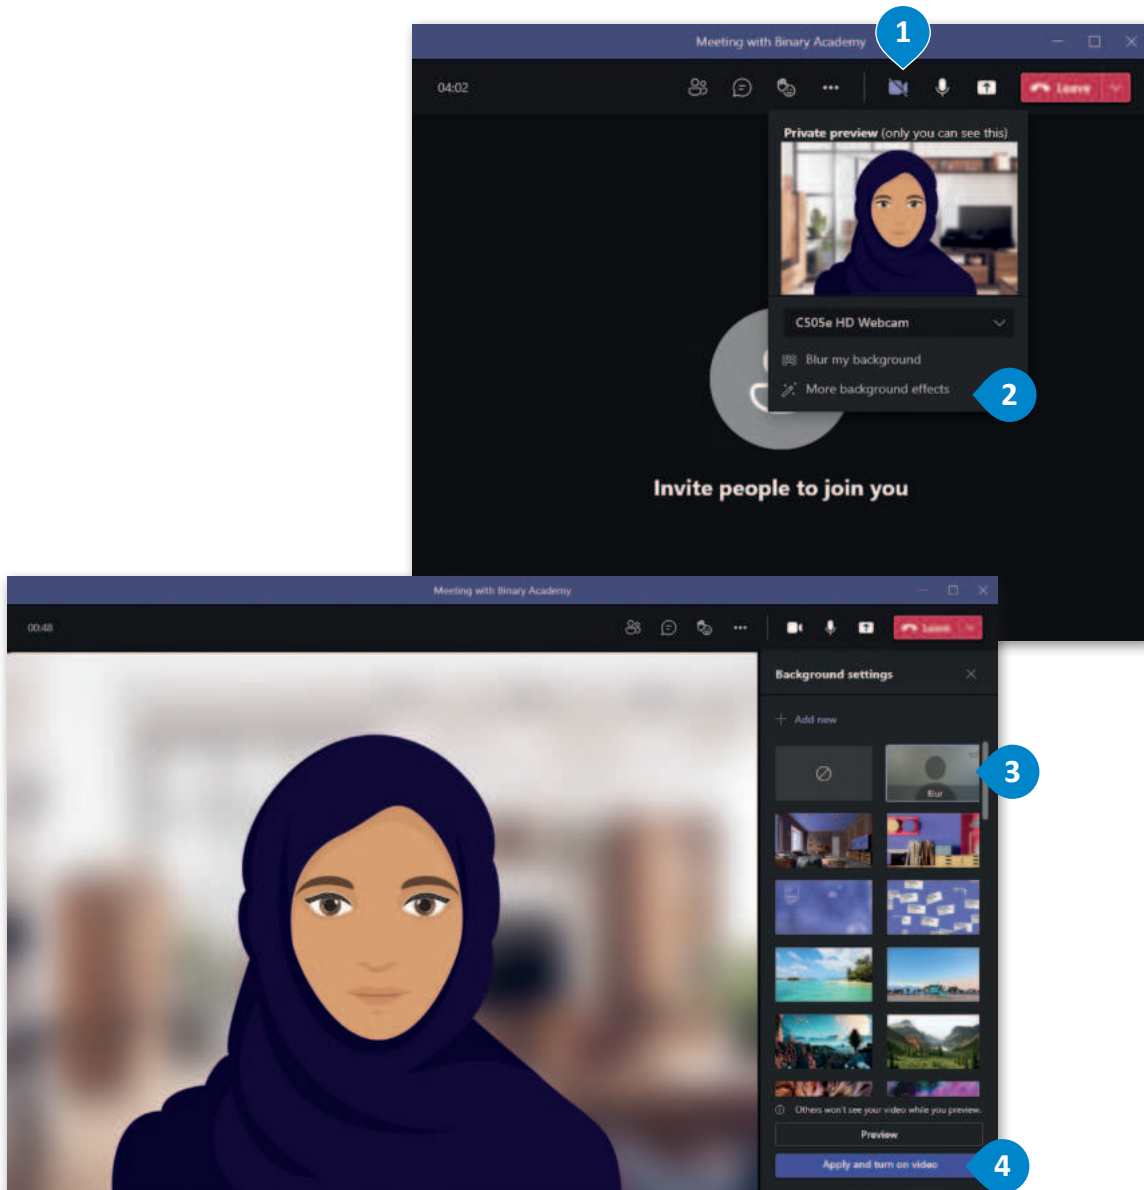 1
Meeting with Binary Academy
04:02
Leave
Private preview (only you can see this)
C505e HD Webcam
Blur my background
More background effects
2
Invite people to join you
Meeting with Binary Academy
00:48
Leave
Background settings
Add new
3
Blur
Others won't see your video while you preview.
Preview
Apply and turn on video
4